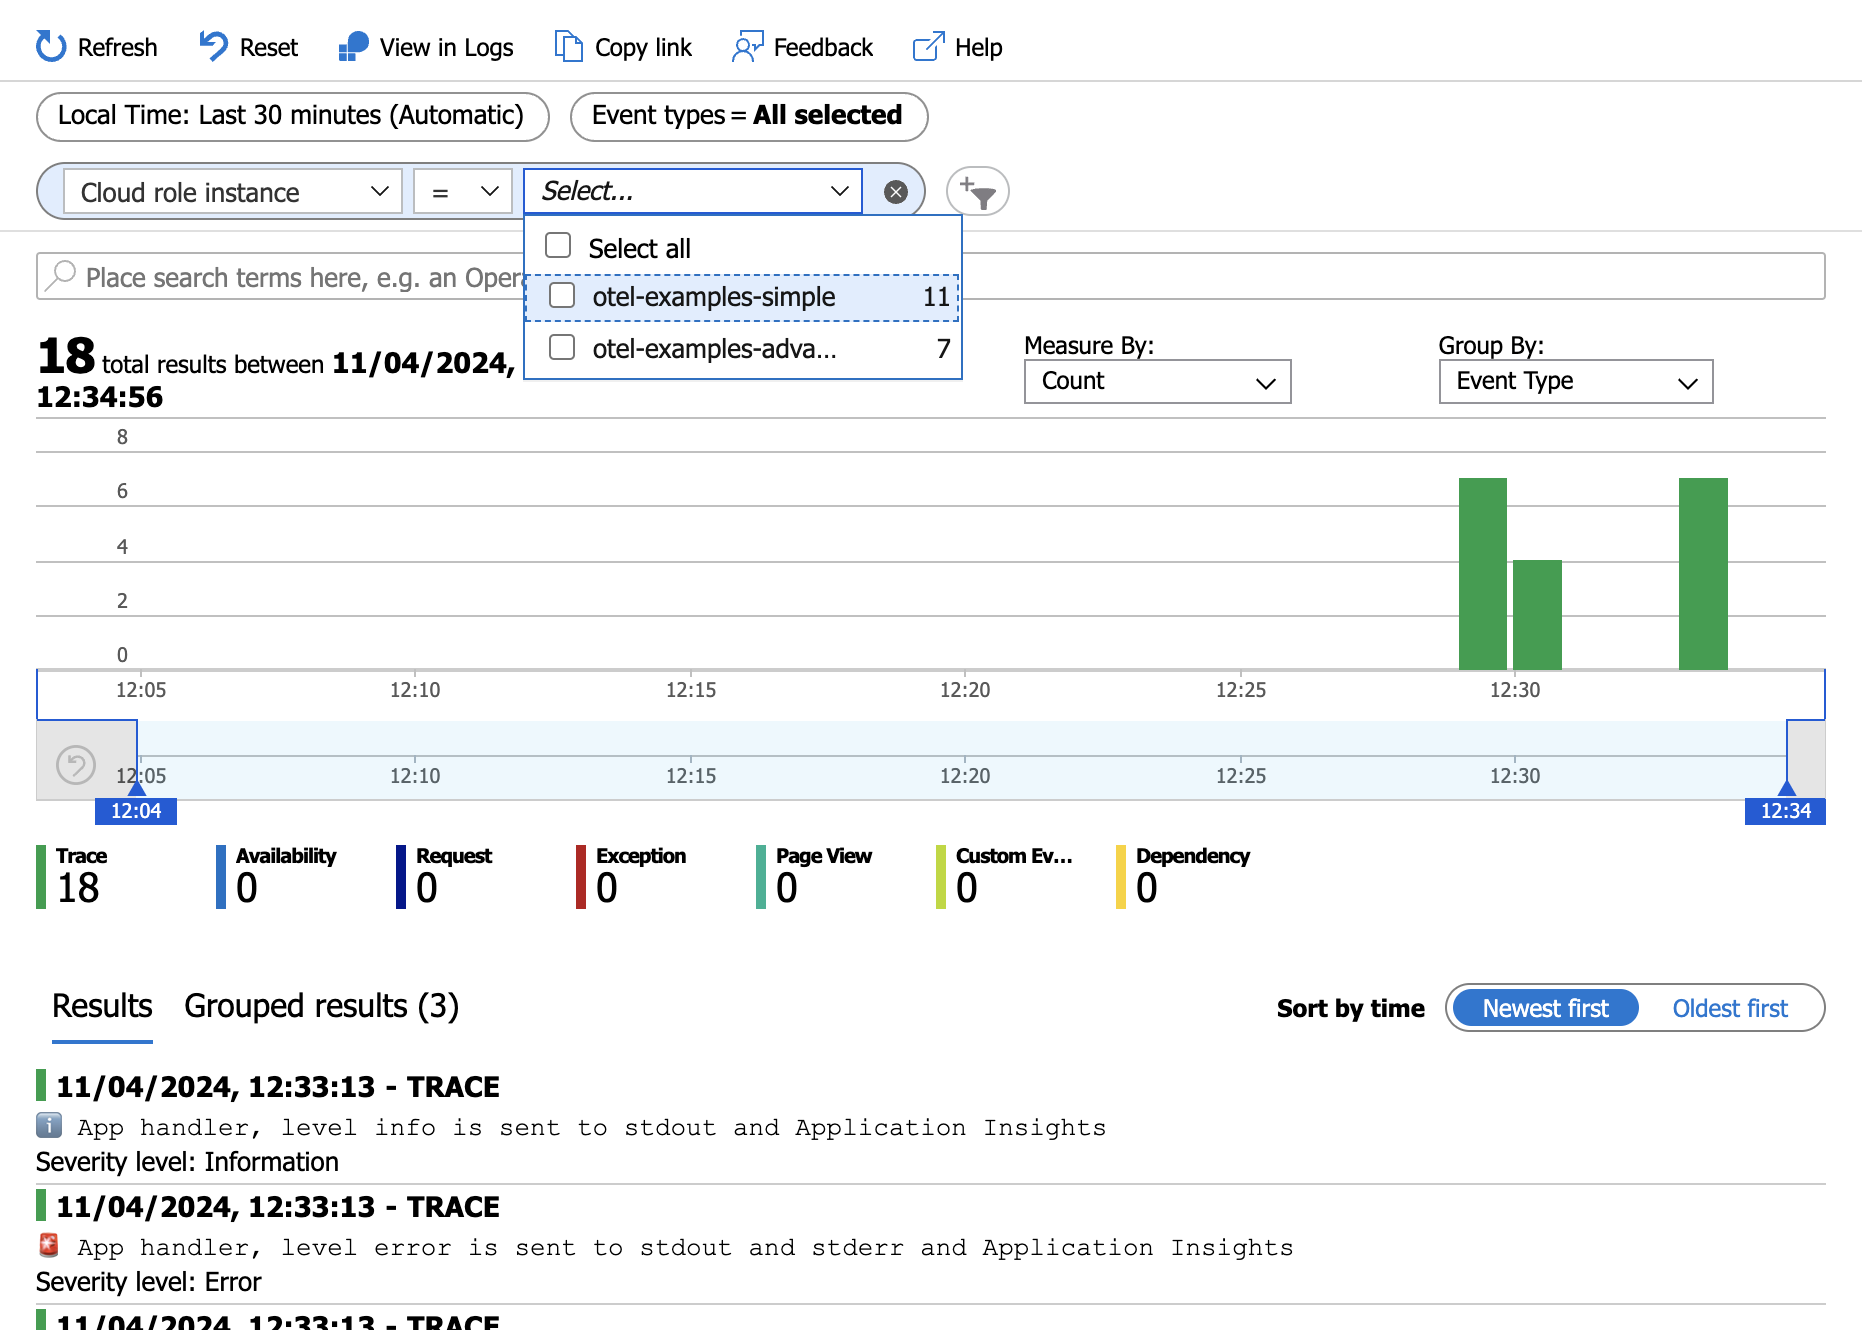 Refresh Reset View in Logs Copy link Feedback Help
Local Time: Last 30 minutes (Automatic) Event types = All selected
Cloud role instance = Select...
Select all
Place search terms here, e.g. an Opera
otel-examples-simple 11
otel-examples-adva... 7
18 total results between 11/04/2024,
12:34:56
Measure By: Group By:
Count Event Type
8
6
4
2
0
12:05 12:10 12:15 12:20 12:25 12:30
12:05 12:10 12:15 12:20 12:25 12:30
12:04 12:34
Trace Availability Request Exception Page View Custom Ev... Dependency
18 0 0 0 0 0 0
Results Grouped results (3) Sort by time Newest first Oldest first
11/04/2024, 12:33:13 - TRACE
App handler, level info is sent to stdout and Application Insights
Severity level: Information
11/04/2024, 12:33:13 - TRACE
App handler, level error is sent to stdout and stderr and Application Insights
Severity level: Error
11/04/2024, 12:33:13 - TRACE